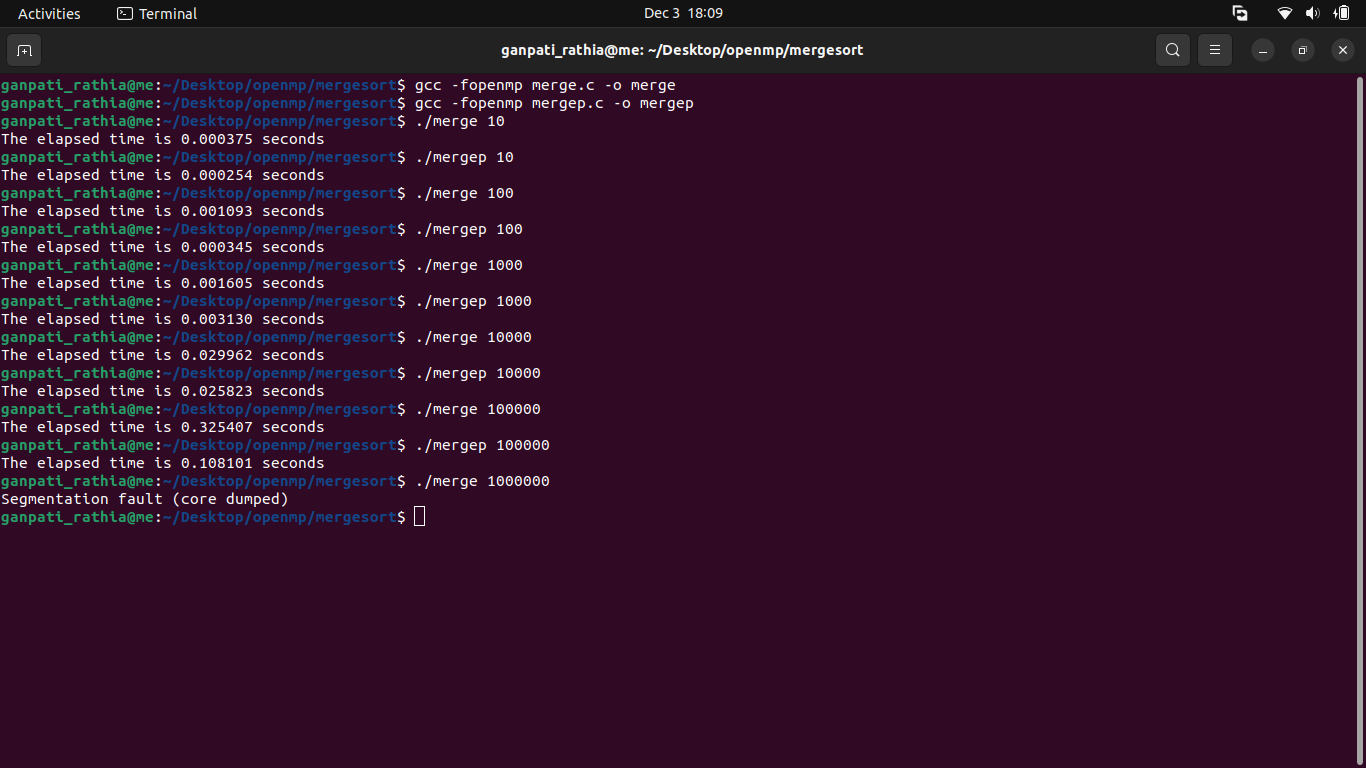 Activities Terminal Dec 3 18:09
ganpati_rathia@me: ~/Desktop/openmp/mergesort
ganpati_rathia@me:~/Desktop/openmp/mergesort$ gcc -fopenmp merge.c -o merge
ganpati_rathia@me:~/Desktop/openmp/mergesort$ gcc -fopenmp mergep.c -o mergep
ganpati_rathia@me:~/Desktop/openmp/mergesort$ ./merge 10
The elapsed time is 0.000375 seconds
ganpati_rathia@me:~/Desktop/openmp/mergesort$ ./mergep 10
The elapsed time is 0.000254 seconds
ganpati_rathia@me:~/Desktop/openmp/mergesort$ ./merge 100
The elapsed time is 0.001093 seconds
ganpati_rathia@me:~/Desktop/openmp/mergesort$ ./mergep 100
The elapsed time is 0.000345 seconds
ganpati_rathia@me:~/Desktop/openmp/mergesort$ ./merge 1000
The elapsed time is 0.001605 seconds
ganpati_rathia@me:~/Desktop/openmp/mergesort$ ./mergep 1000
The elapsed time is 0.003130 seconds
ganpati_rathia@me:~/Desktop/openmp/mergesort$ ./merge 10000
The elapsed time is 0.029962 seconds
ganpati_rathia@me:~/Desktop/openmp/mergesort$ ./mergep 10000
The elapsed time is 0.025823 seconds
ganpati_rathia@me:~/Desktop/openmp/mergesort$ ./merge 100000
The elapsed time is 0.325407 seconds
ganpati_rathia@me:~/Desktop/openmp/mergesort$ ./mergep 100000
The elapsed time is 0.108101 seconds
ganpati_rathia@me:~/Desktop/openmp/mergesort$ ./merge 1000000
Segmentation fault (core dumped)
ganpati_rathia@me:~/Desktop/openmp/mergesort$